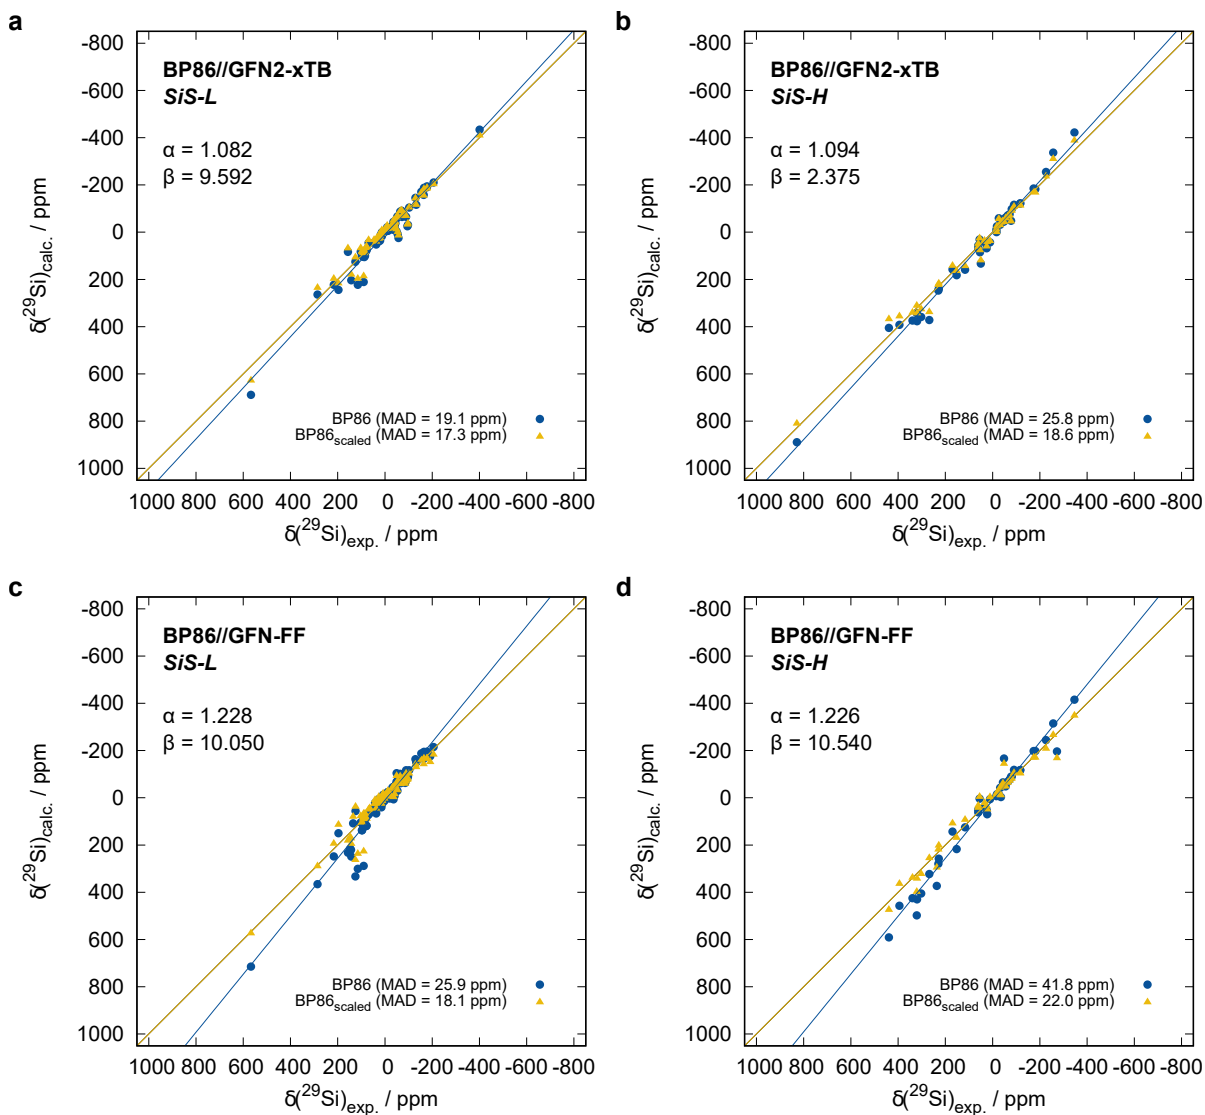 a
BP86//GFN2-xTB
SiS-L
α = 1.082
β = 9.592
-800
-600
-400
-200
0
200
400
600
800
1000
δ(²⁹Si)calc. / ppm
BP86 (MAD = 19.1 ppm)
BP86scaled (MAD = 17.3 ppm)
1000 800 600 400 200 0 -200 -400 -600 -800
δ(²⁹Si)exp. / ppm
b
BP86//GFN2-xTB
SiS-H
α = 1.094
β = 2.375
-800
-600
-400
-200
0
200
400
600
800
1000
δ(²⁹Si)calc. / ppm
BP86 (MAD = 25.8 ppm)
BP86scaled (MAD = 18.6 ppm)
1000 800 600 400 200 0 -200 -400 -600 -800
δ(²⁹Si)exp. / ppm
c
BP86//GFN-FF
SiS-L
α = 1.228
β = 10.050
-800
-600
-400
-200
0
200
400
600
800
1000
δ(²⁹Si)calc. / ppm
BP86 (MAD = 25.9 ppm)
BP86scaled (MAD = 18.1 ppm)
1000 800 600 400 200 0 -200 -400 -600 -800
δ(²⁹Si)exp. / ppm
d
BP86//GFN-FF
SiS-H
α = 1.226
β = 10.540
-800
-600
-400
-200
0
200
400
600
800
1000
δ(²⁹Si)calc. / ppm
BP86 (MAD = 41.8 ppm)
BP86scaled (MAD = 22.0 ppm)
1000 800 600 400 200 0 -200 -400 -600 -800
δ(²⁹Si)exp. / ppm